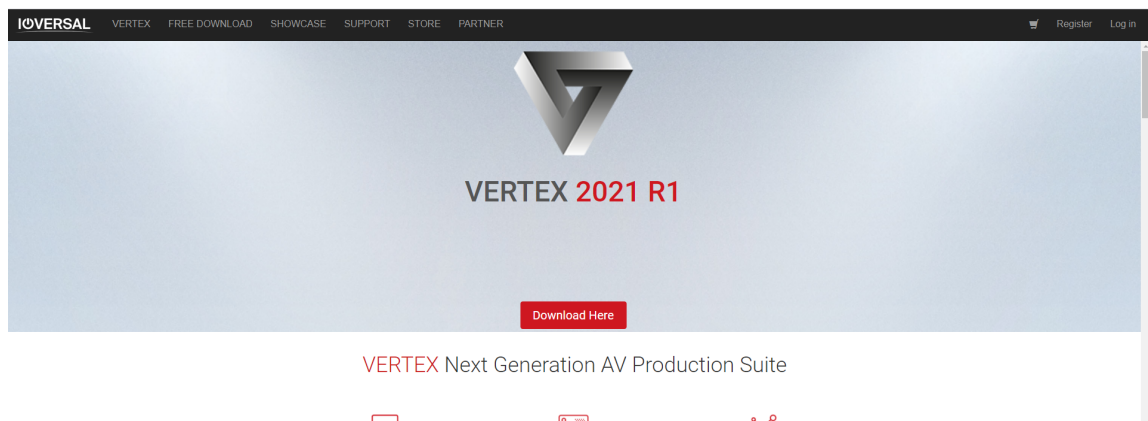 IOVERSAL VERTEX FREE DOWNLOAD SHOWCASE SUPPORT STORE PARTNER Register Log in
VERTEX 2021 R1
Download Here
VERTEX Next Generation AV Production Suite